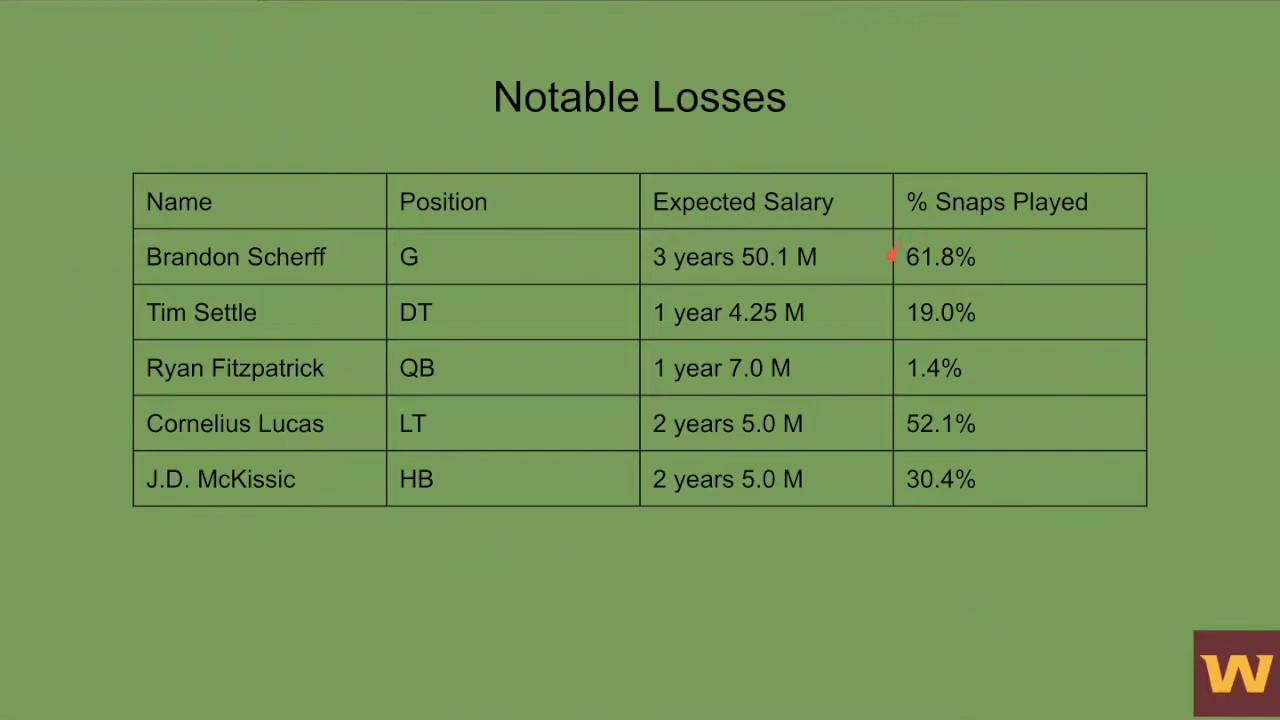 Notable Losses
Name Position Expected Salary % Snaps Played
Brandon Scherff G 3 years 50.1 M 61.8%
Tim Settle DT 1 year 4.25 M 19.0%
Ryan Fitzpatrick QB 1 year 7.0 M 1.4%
Cornelius Lucas LT 2 years 5.0 M 52.1%
J.D. McKissic HB 2 years 5.0 M 30.4%
W